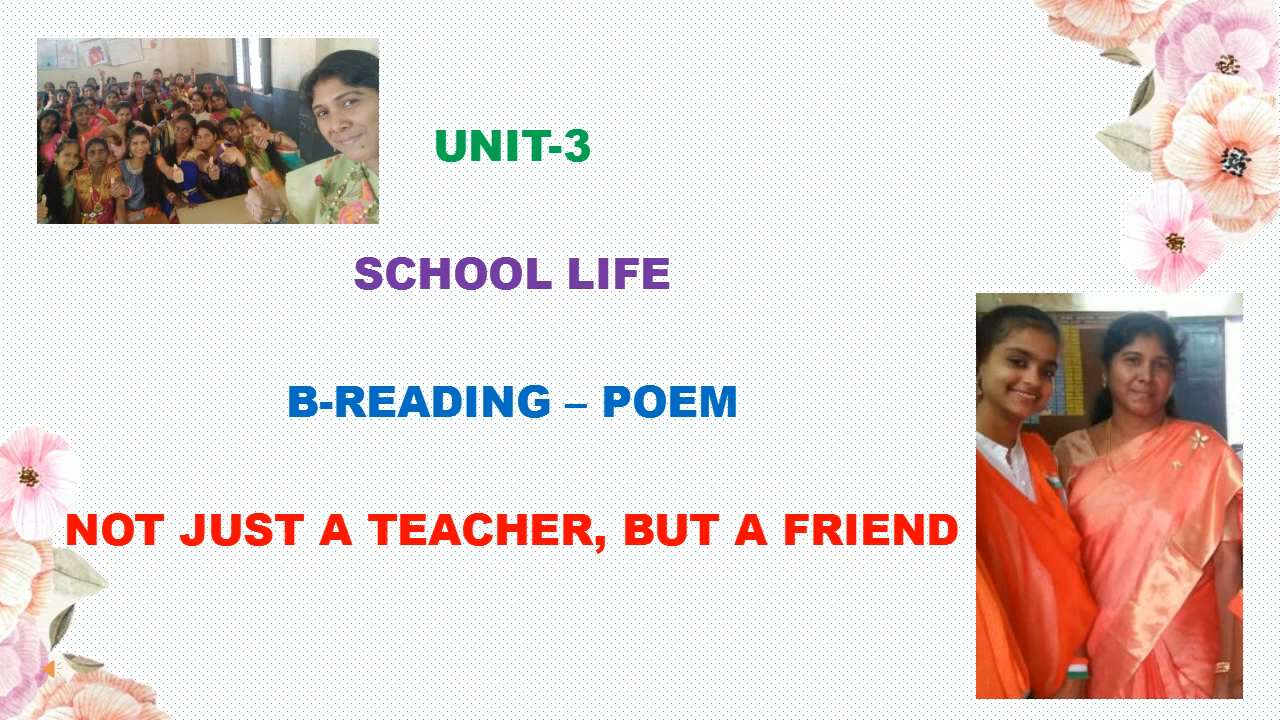 UNIT-3
SCHOOL LIFE
B-READING – POEM
NOT JUST A TEACHER, BUT A FRIEND